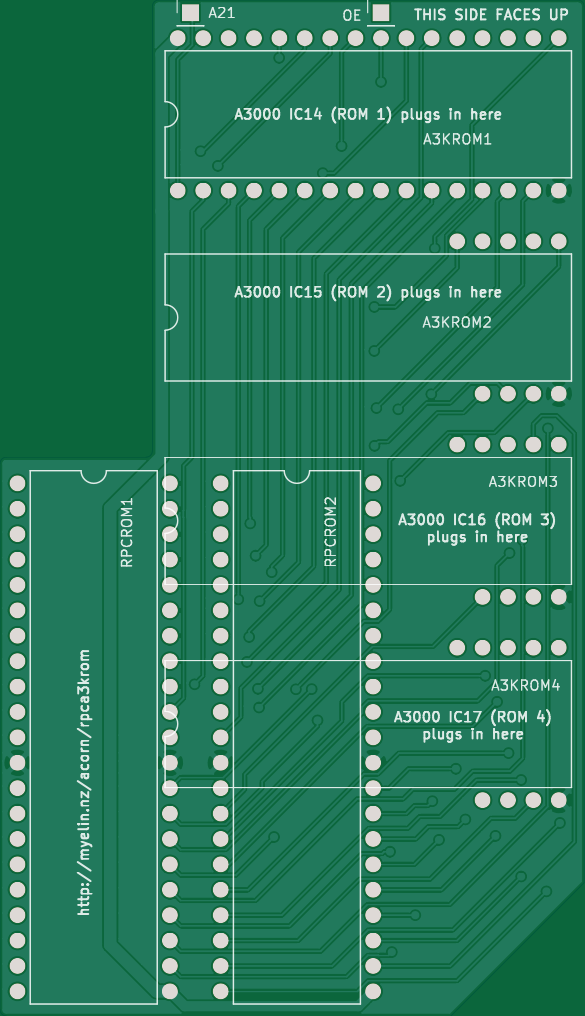 A21
OE
THIS SIDE FACES UP
A3000 IC14 (ROM 1) plugs in here
A3KROM1
A3000 IC15 (ROM 2) plugs in here
A3KROM2
A3KROM3
A3000 IC16 (ROM 3)
plugs in here
RPCROM1
RPCROM2
A3KROM4
A3000 IC17 (ROM 4)
plugs in here
http://myelin.nz/acorn/rpca3krom